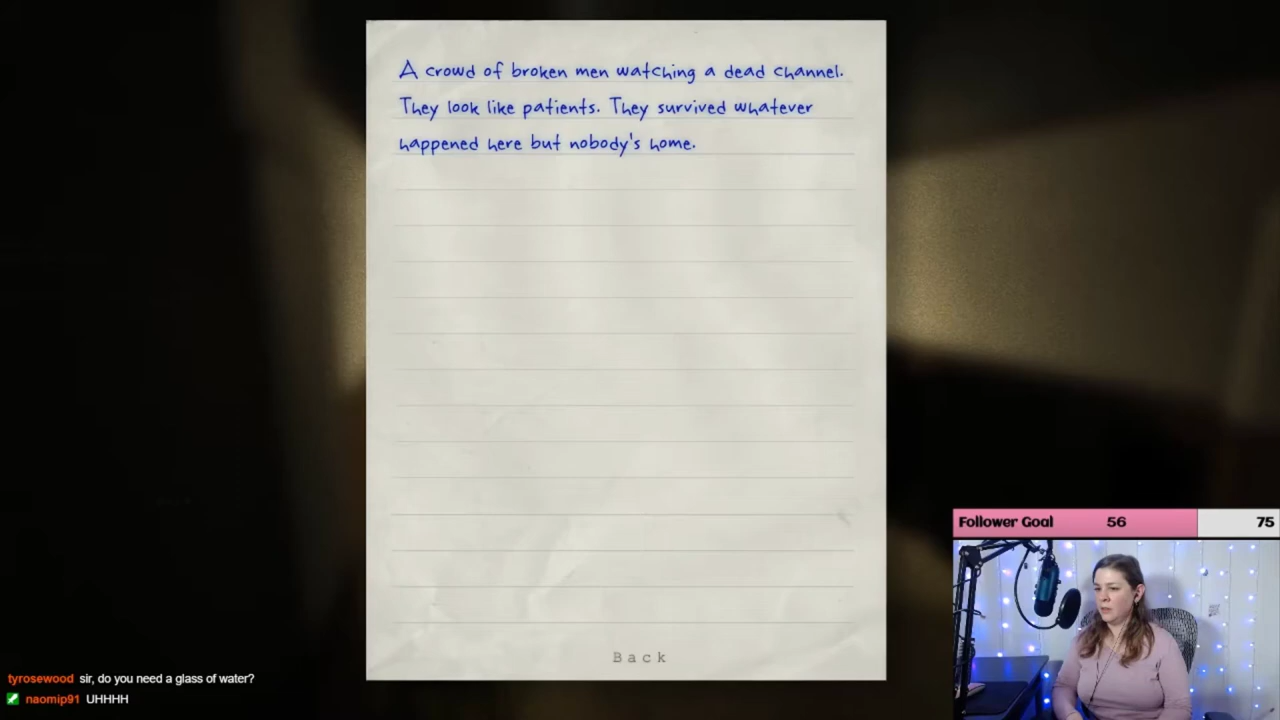 A crowd of broken men watching a dead channel.
They look like patients. They survived whatever
happened here but nobody's home.
Back
Follower Goal 56 75
tyrosewood sir, do you need a glass of water?
naomip91 UHHHH